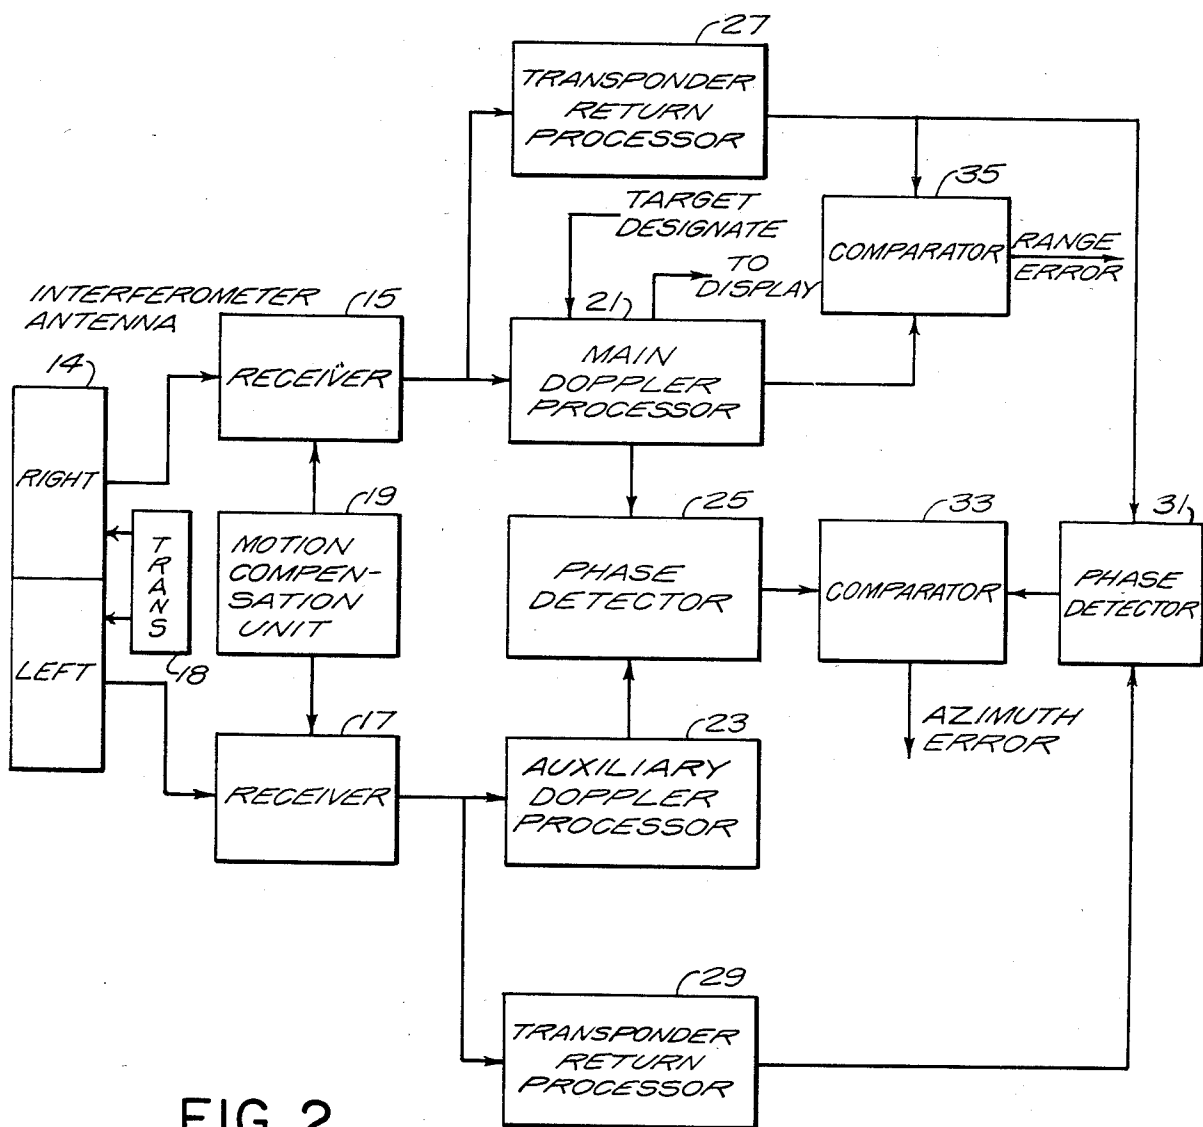 27
TRANSPONDER
RETURN
PROCESSOR
35
COMPARATOR
RANGE
ERROR
TARGET
DESIGNATE
TO
DISPLAY
INTERFEROMETER
ANTENNA
14
RIGHT
LEFT
TRANS
18
15
RECEIVER
21
MAIN
DOPPLER
PROCESSOR
19
MOTION
COMPEN-
SATION
UNIT
25
PHASE
DETECTOR
33
COMPARATOR
31
PHASE
DETECTOR
AZIMUTH
ERROR
17
RECEIVER
23
AUXILIARY
DOPPLER
PROCESSOR
29
TRANSPONDER
RETURN
PROCESSOR
FIG. 2